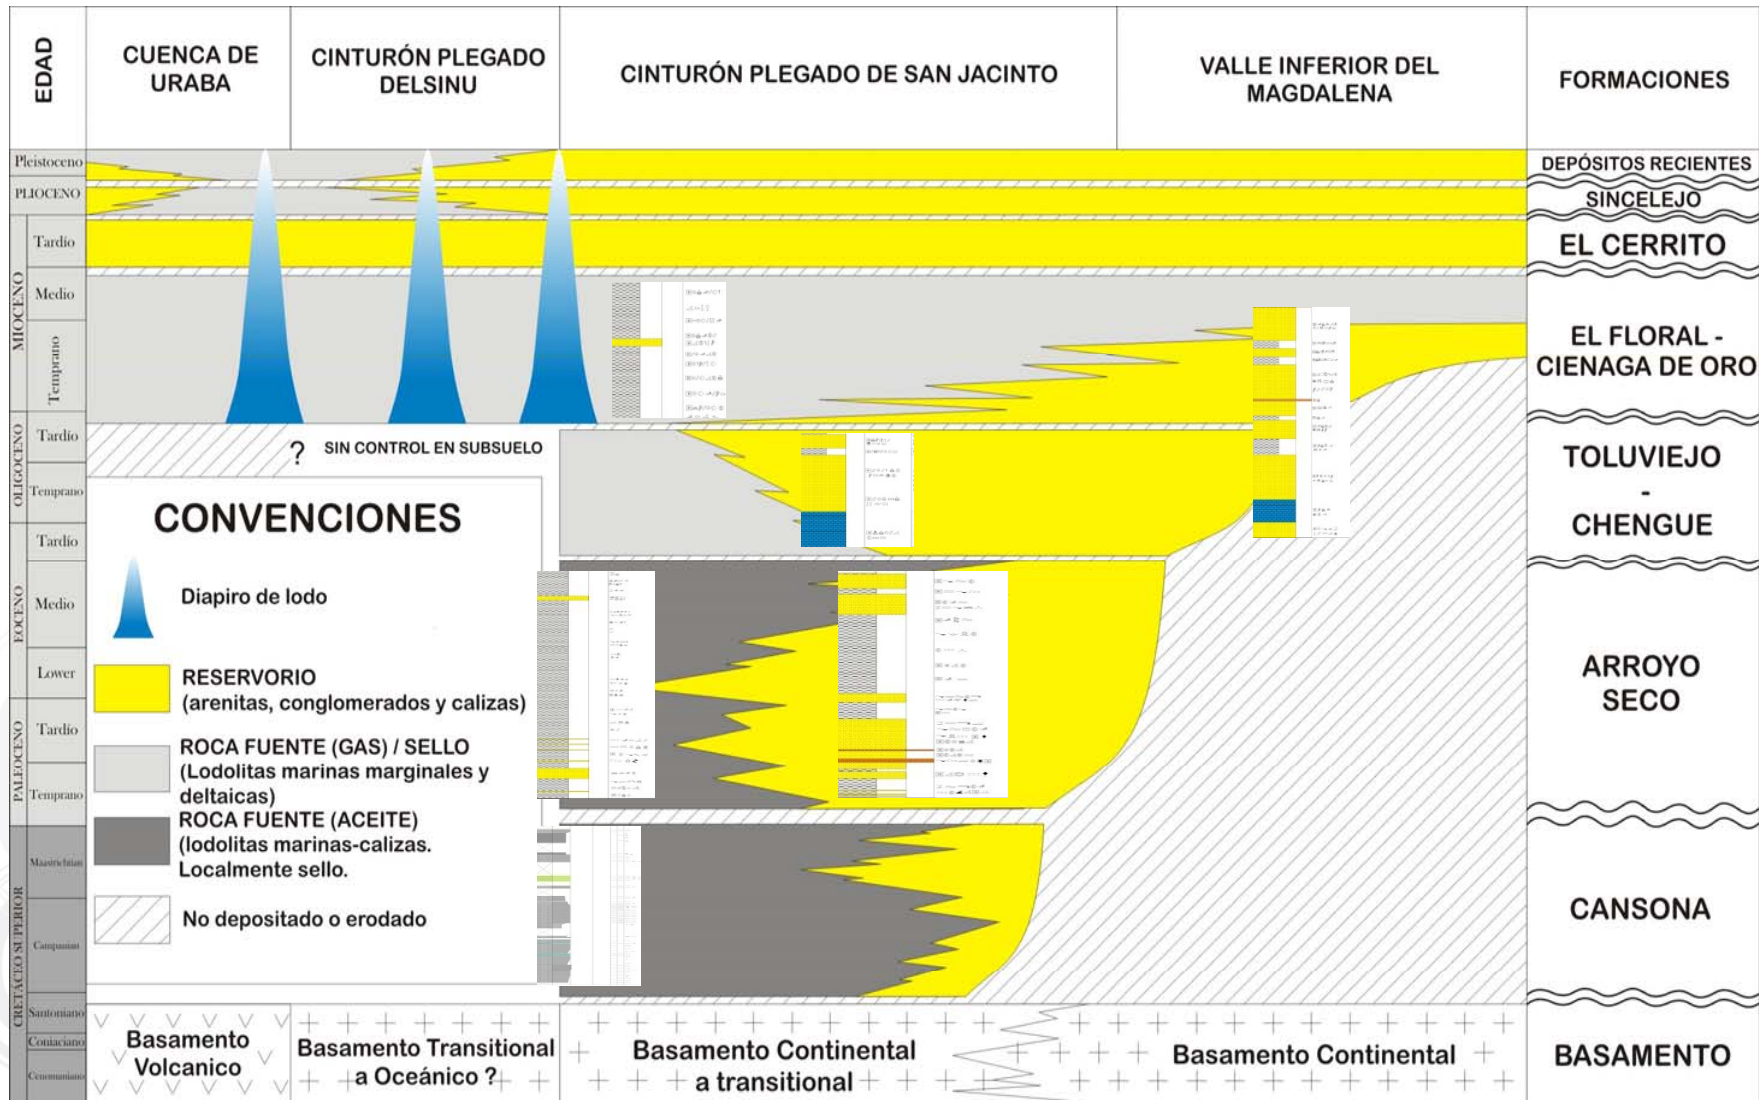 EDAD
CUENCA DE
URABA
CINTURÓN PLEGADO
DELSINU
CINTURÓN PLEGADO DE SAN JACINTO
VALLE INFERIOR DEL
MAGDALENA
FORMACIONES
Pleistoceno
PLIOCENO
MIOCENO
Tardío
Medio
Temprano
OLIGOCENO
Tardío
Temprano
EOCENO
Tardío
Medio
Lower
PALEOCENO
Tardío
Temprano
CRETACEO SUPERIOR
Maastrichtian
Campanian
Santoniano
Coniaciano
Cenomaniano
? SIN CONTROL EN SUBSUELO
CONVENCIONES
Diapiro de lodo
RESERVORIO
(arenitas, conglomerados y calizas)
ROCA FUENTE (GAS) / SELLO
(Lodolitas marinas marginales y
deltaicas)
ROCA FUENTE (ACEITE)
(lodolitas marinas-calizas.
Localmente sello.
No depositado o erodado
Basamento
Volcanico
Basamento Transitional
a Oceánico ?
Basamento Continental
a transitional
Basamento Continental
DEPÓSITOS RECIENTES
SINCELEJO
EL CERRITO
EL FLORAL -
CIENAGA DE ORO
TOLUVIEJO
-
CHENGUE
ARROYO
SECO
CANSONA
BASAMENTO